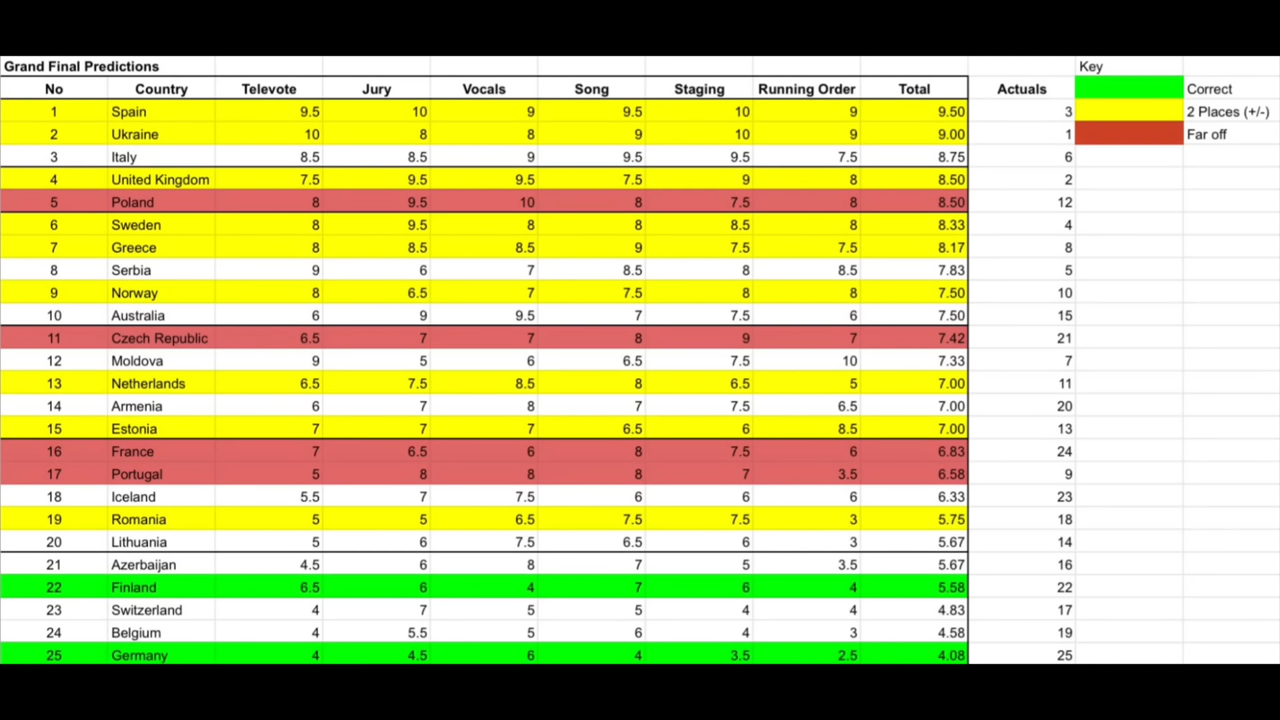 Grand Final Predictions Key
No Country Televote Jury Vocals Song Staging Running Order Total Actuals Correct
1 Spain 9.5 10 9 9.5 10 9 9.50 3 2 Places (+/-)
2 Ukraine 10 8 8 9 10 9 9.00 1 Far off
3 Italy 8.5 8.5 9 9.5 9.5 7.5 8.75 6
4 United Kingdom 7.5 9.5 9.5 7.5 9 8 8.50 2
5 Poland 8 9.5 10 8 7.5 8 8.50 12
6 Sweden 8 9.5 8 8 8.5 8 8.33 4
7 Greece 8 8.5 8.5 9 7.5 7.5 8.17 8
8 Serbia 9 6 7 8.5 8 8.5 7.83 5
9 Norway 8 6.5 7 7.5 8 8 7.50 10
10 Australia 6 9 9.5 7 7.5 6 7.50 15
11 Czech Republic 6.5 7 7 8 9 7 7.42 21
12 Moldova 9 5 6 6.5 7.5 10 7.33 7
13 Netherlands 6.5 7.5 8.5 8 6.5 5 7.00 11
14 Armenia 6 7 8 7 7.5 6.5 7.00 20
15 Estonia 7 7 7 6.5 6 8.5 7.00 13
16 France 7 6.5 6 8 7.5 6 6.83 24
17 Portugal 5 8 8 8 7 3.5 6.58 9
18 Iceland 5.5 7 7.5 6 6 6 6.33 23
19 Romania 5 5 6.5 7.5 7.5 3 5.75 18
20 Lithuania 5 6 7.5 6.5 6 3 5.67 14
21 Azerbaijan 4.5 6 8 7 5 3.5 5.67 16
22 Finland 6.5 6 4 7 6 4 5.58 22
23 Switzerland 4 7 5 5 4 4 4.83 17
24 Belgium 4 5.5 5 6 4 3 4.58 19
25 Germany 4 4.5 6 4 3.5 2.5 4.08 25